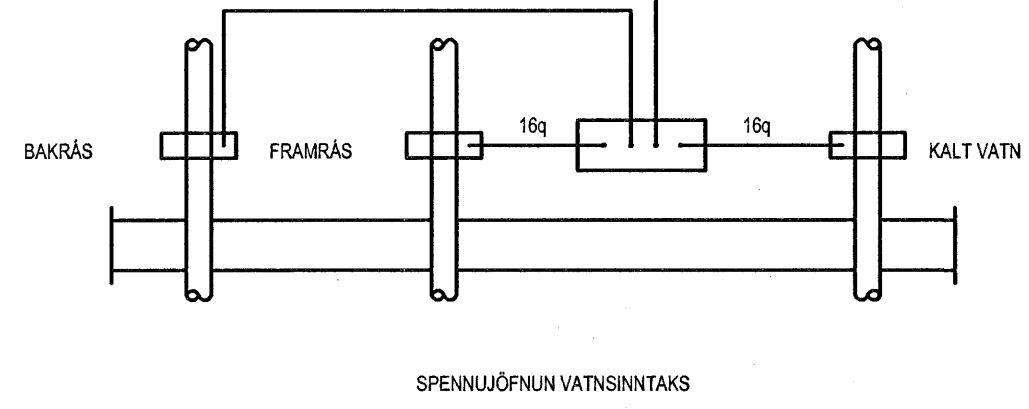 16q
16q
BAKRÁS
FRAMRÁS
KALT VATN
SPENNUJÖFNUN VATNSINNTAKS